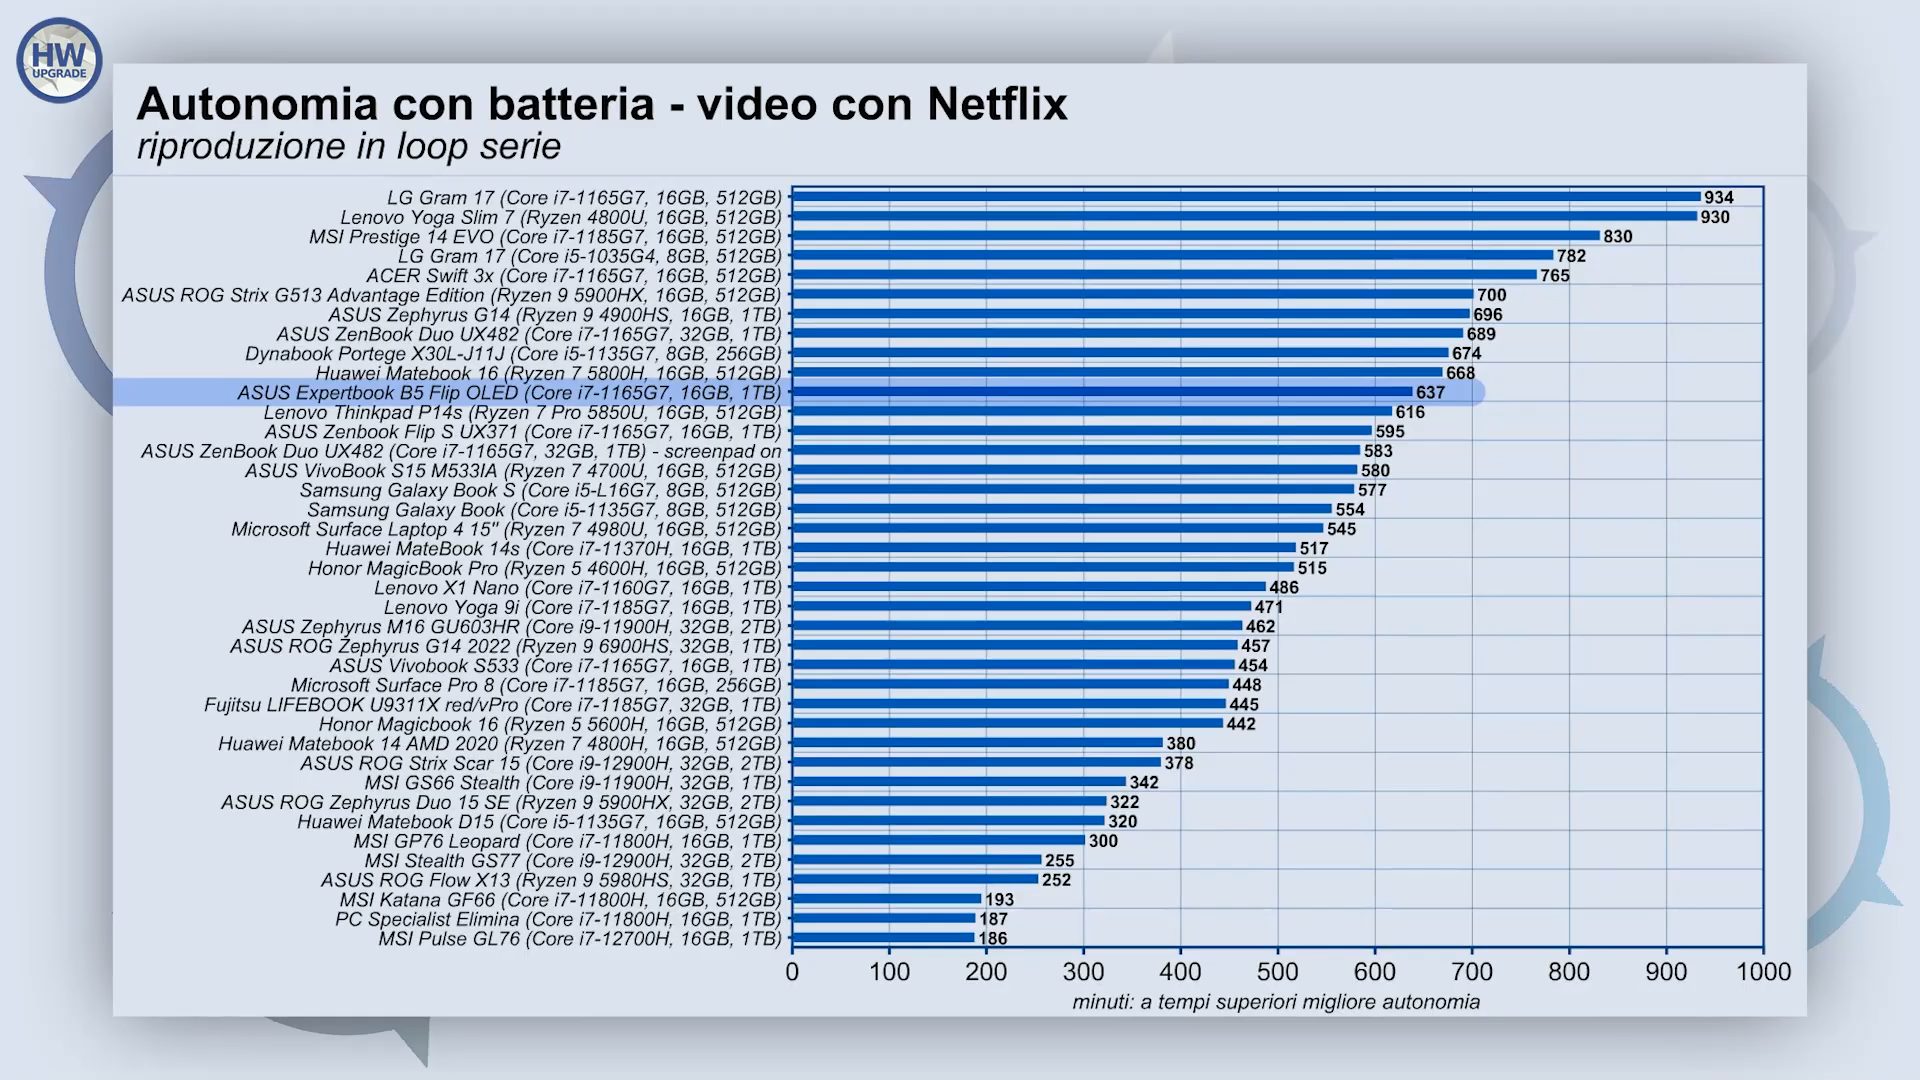 HW
UPGRADE
Autonomia con batteria - video con Netflix
riproduzione in loop serie
LG Gram 17 (Core i7-1165G7, 16GB, 512GB) 934
Lenovo Yoga Slim 7 (Ryzen 4800U, 16GB, 512GB) 930
MSI Prestige 14 EVO (Core i7-1185G7, 16GB, 512GB) 830
LG Gram 17 (Core i5-1035G4, 8GB, 512GB) 782
ACER Swift 3x (Core i7-1165G7, 16GB, 512GB) 765
ASUS ROG Strix G513 Advantage Edition (Ryzen 9 5900HX, 16GB, 512GB) 700
ASUS Zephyrus G14 (Ryzen 9 4900HS, 16GB, 1TB) 696
ASUS ZenBook Duo UX482 (Core i7-1165G7, 32GB, 1TB) 689
Dynabook Portege X30L-J11J (Core i5-1135G7, 8GB, 256GB) 674
Huawei Matebook 16 (Ryzen 7 5800H, 16GB, 512GB) 668
ASUS Expertbook B5 Flip OLED (Core i7-1165G7, 16GB, 1TB) 637
Lenovo Thinkpad P14s (Ryzen 7 Pro 5850U, 16GB, 512GB) 616
ASUS Zenbook Flip S UX371 (Core i7-1165G7, 16GB, 1TB) 595
ASUS ZenBook Duo UX482 (Core i7-1165G7, 32GB, 1TB) - screenpad on 583
ASUS VivoBook S15 M533IA (Ryzen 7 4700U, 16GB, 512GB) 580
Samsung Galaxy Book S (Core i5-L16G7, 8GB, 512GB) 577
Samsung Galaxy Book (Core i5-1135G7, 8GB, 512GB) 554
Microsoft Surface Laptop 4 15" (Ryzen 7 4980U, 16GB, 512GB) 545
Huawei MateBook 14s (Core i7-11370H, 16GB, 1TB) 517
Honor MagicBook Pro (Ryzen 5 4600H, 16GB, 512GB) 515
Lenovo X1 Nano (Core i7-1160G7, 16GB, 1TB) 486
Lenovo Yoga 9i (Core i7-1185G7, 16GB, 1TB) 471
ASUS Zephyrus M16 GU603HR (Core i9-11900H, 32GB, 2TB) 462
ASUS ROG Zephyrus G14 2022 (Ryzen 9 6900HS, 32GB, 1TB) 457
ASUS Vivobook S533 (Core i7-1165G7, 16GB, 1TB) 454
Microsoft Surface Pro 8 (Core i7-1185G7, 16GB, 256GB) 448
Fujitsu LIFEBOOK U9311X red/vPro (Core i7-1185G7, 32GB, 1TB) 445
Honor Magicbook 16 (Ryzen 5 5600H, 16GB, 512GB) 442
Huawei Matebook 14 AMD 2020 (Ryzen 7 4800H, 16GB, 512GB) 380
ASUS ROG Strix Scar 15 (Core i9-12900H, 32GB, 2TB) 378
MSI GS66 Stealth (Core i9-11900H, 32GB, 1TB) 342
ASUS ROG Zephyrus Duo 15 SE (Ryzen 9 5900HX, 32GB, 2TB) 322
Huawei Matebook D15 (Core i5-1135G7, 16GB, 512GB) 320
MSI GP76 Leopard (Core i7-11800H, 16GB, 1TB) 300
MSI Stealth GS77 (Core i9-12900H, 32GB, 2TB) 255
ASUS ROG Flow X13 (Ryzen 9 5980HS, 32GB, 1TB) 252
MSI Katana GF66 (Core i7-11800H, 16GB, 512GB) 193
PC Specialist Elimina (Core i7-11800H, 16GB, 1TB) 187
MSI Pulse GL76 (Core i7-12700H, 16GB, 1TB) 186
0 100 200 300 400 500 600 700 800 900 1000
minuti: a tempi superiori migliore autonomia